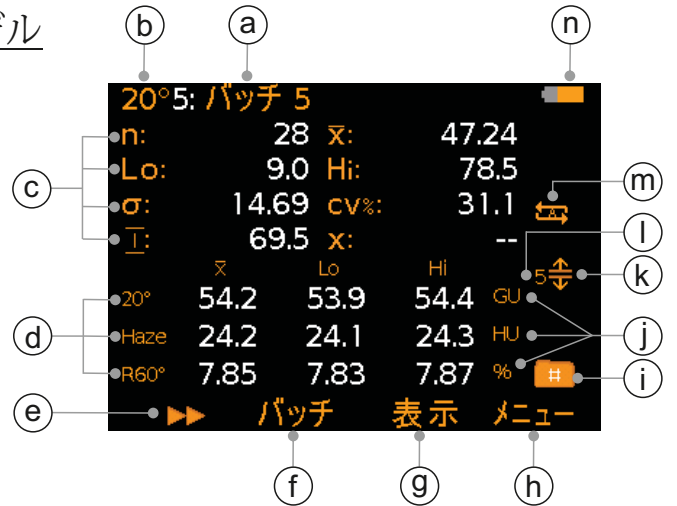 デル
b a n
20°5: バッチ 5
n: 28 x̅: 47.24
Lo: 9.0 Hi: 78.5
c
m
σ: 14.69 cv%: 31.1
A
I: 69.5 x: --
l
x̅ Lo Hi
5
k
20° 54.2 53.9 54.4 GU
d Haze 24.2 24.1 24.3 HU j
R60° 7.85 7.83 7.87 % # i
e ▶▶ バッチ 表示 メニュー
f g h